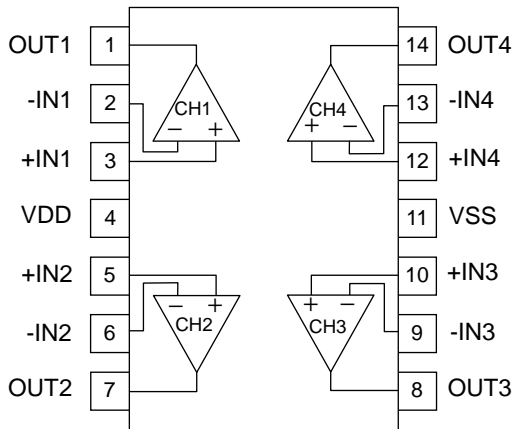 OUT1 1 14 OUT4
-IN1 2 CH1 CH4 13 -IN4
− + + −
+IN1 3 12 +IN4
VDD 4 11 VSS
+IN2 5 10 +IN3
− + + −
-IN2 6 CH2 CH3 9 -IN3
OUT2 7 8 OUT3